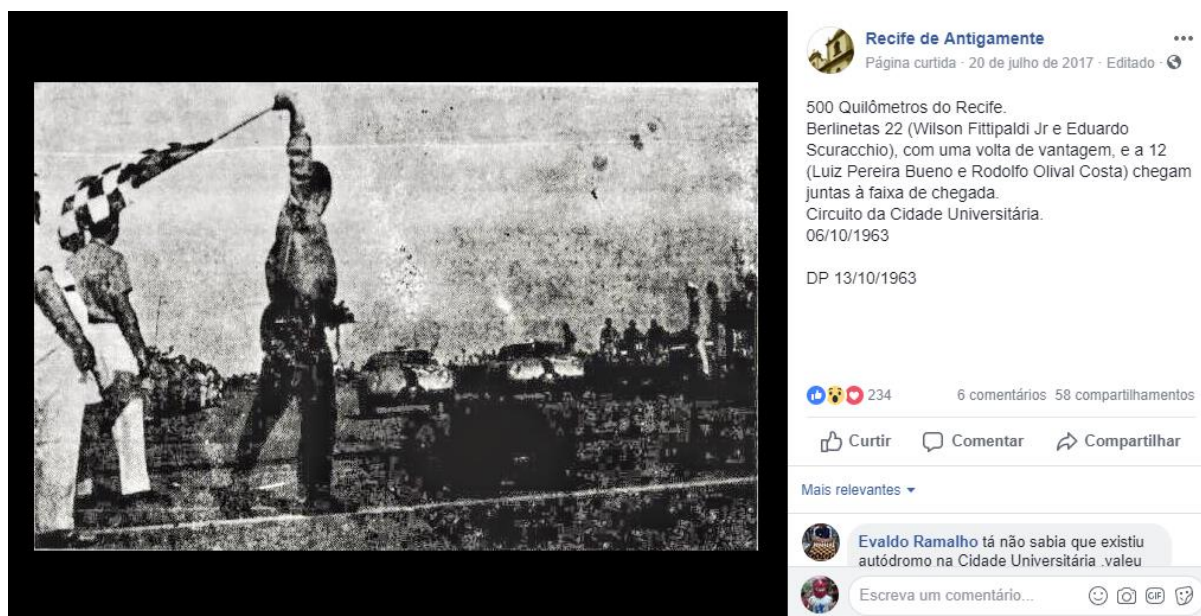 Recife de Antigamente
Página curtida · 20 de julho de 2017 · Editado ·
500 Quilômetros do Recife.
Berlinetas 22 (Wilson Fittipaldi Jr e Eduardo
Scuracchio), com uma volta de vantagem, e a 12
(Luiz Pereira Bueno e Rodolfo Olival Costa) chegam
juntas à faixa de chegada.
Circuito da Cidade Universitária.
06/10/1963
DP 13/10/1963
234 6 comentários 58 compartilhamentos
Curtir Comentar Compartilhar
Mais relevantes
Evaldo Ramalho tá não sabia que existiu
autódromo na Cidade Universitária .valeu
Escreva um comentário... GIF